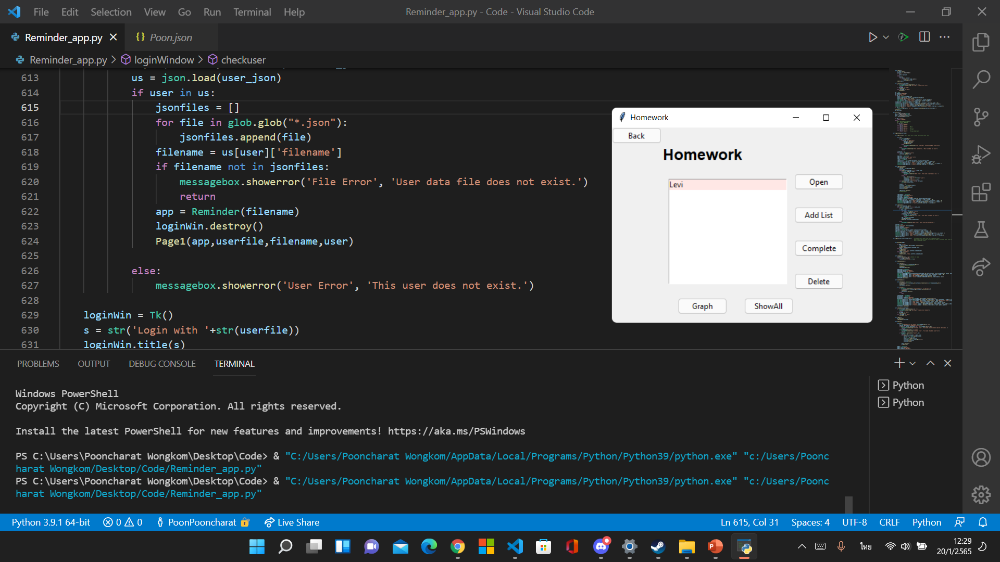 File Edit Selection View Go Run Terminal Help
Reminder_app.py - Code - Visual Studio Code
Reminder_app.py
{} Poon.json
Reminder_app.py > loginWindow > checkuser
613 us = json.load(user_json)
614 if user in us:
615 jsonfiles = []
616 for file in glob.glob("*.json"):
617 jsonfiles.append(file)
618 filename = us[user]['filename']
619 if filename not in jsonfiles:
620 messagebox.showerror('File Error', 'User data file does not exist.')
621 return
622 app = Reminder(filename)
623 loginWin.destroy()
624 Page1(app,userfile,filename,user)
625
626 else:
627 messagebox.showerror('User Error', 'This user does not exist.')
628
629 loginWin = Tk()
630 s = str('Login with '+str(userfile))
631 loginWin.title(s)
Homework
Back
Homework
Levi
Open
Add List
Complete
Delete
Graph
ShowAll
PROBLEMS OUTPUT DEBUG CONSOLE TERMINAL
Python
Python
Windows PowerShell
Copyright (C) Microsoft Corporation. All rights reserved.
Install the latest PowerShell for new features and improvements! https://aka.ms/PSWindows
PS C:\Users\Pooncharat Wongkom\Desktop\Code> & "C:/Users/Pooncharat Wongkom/AppData/Local/Programs/Python/Python39/python.exe" "c:/Users/Poonc
harat Wongkom/Desktop/Code/Reminder_app.py"
PS C:\Users\Pooncharat Wongkom\Desktop\Code> & "C:/Users/Pooncharat Wongkom/AppData/Local/Programs/Python/Python39/python.exe" "c:/Users/Poonc
harat Wongkom/Desktop/Code/Reminder_app.py"
Python 3.9.1 64-bit 0 0 PoonPooncharat Live Share
Ln 615, Col 31 Spaces: 4 UTF-8 CRLF Python
ไทย
12:29
20/1/2565